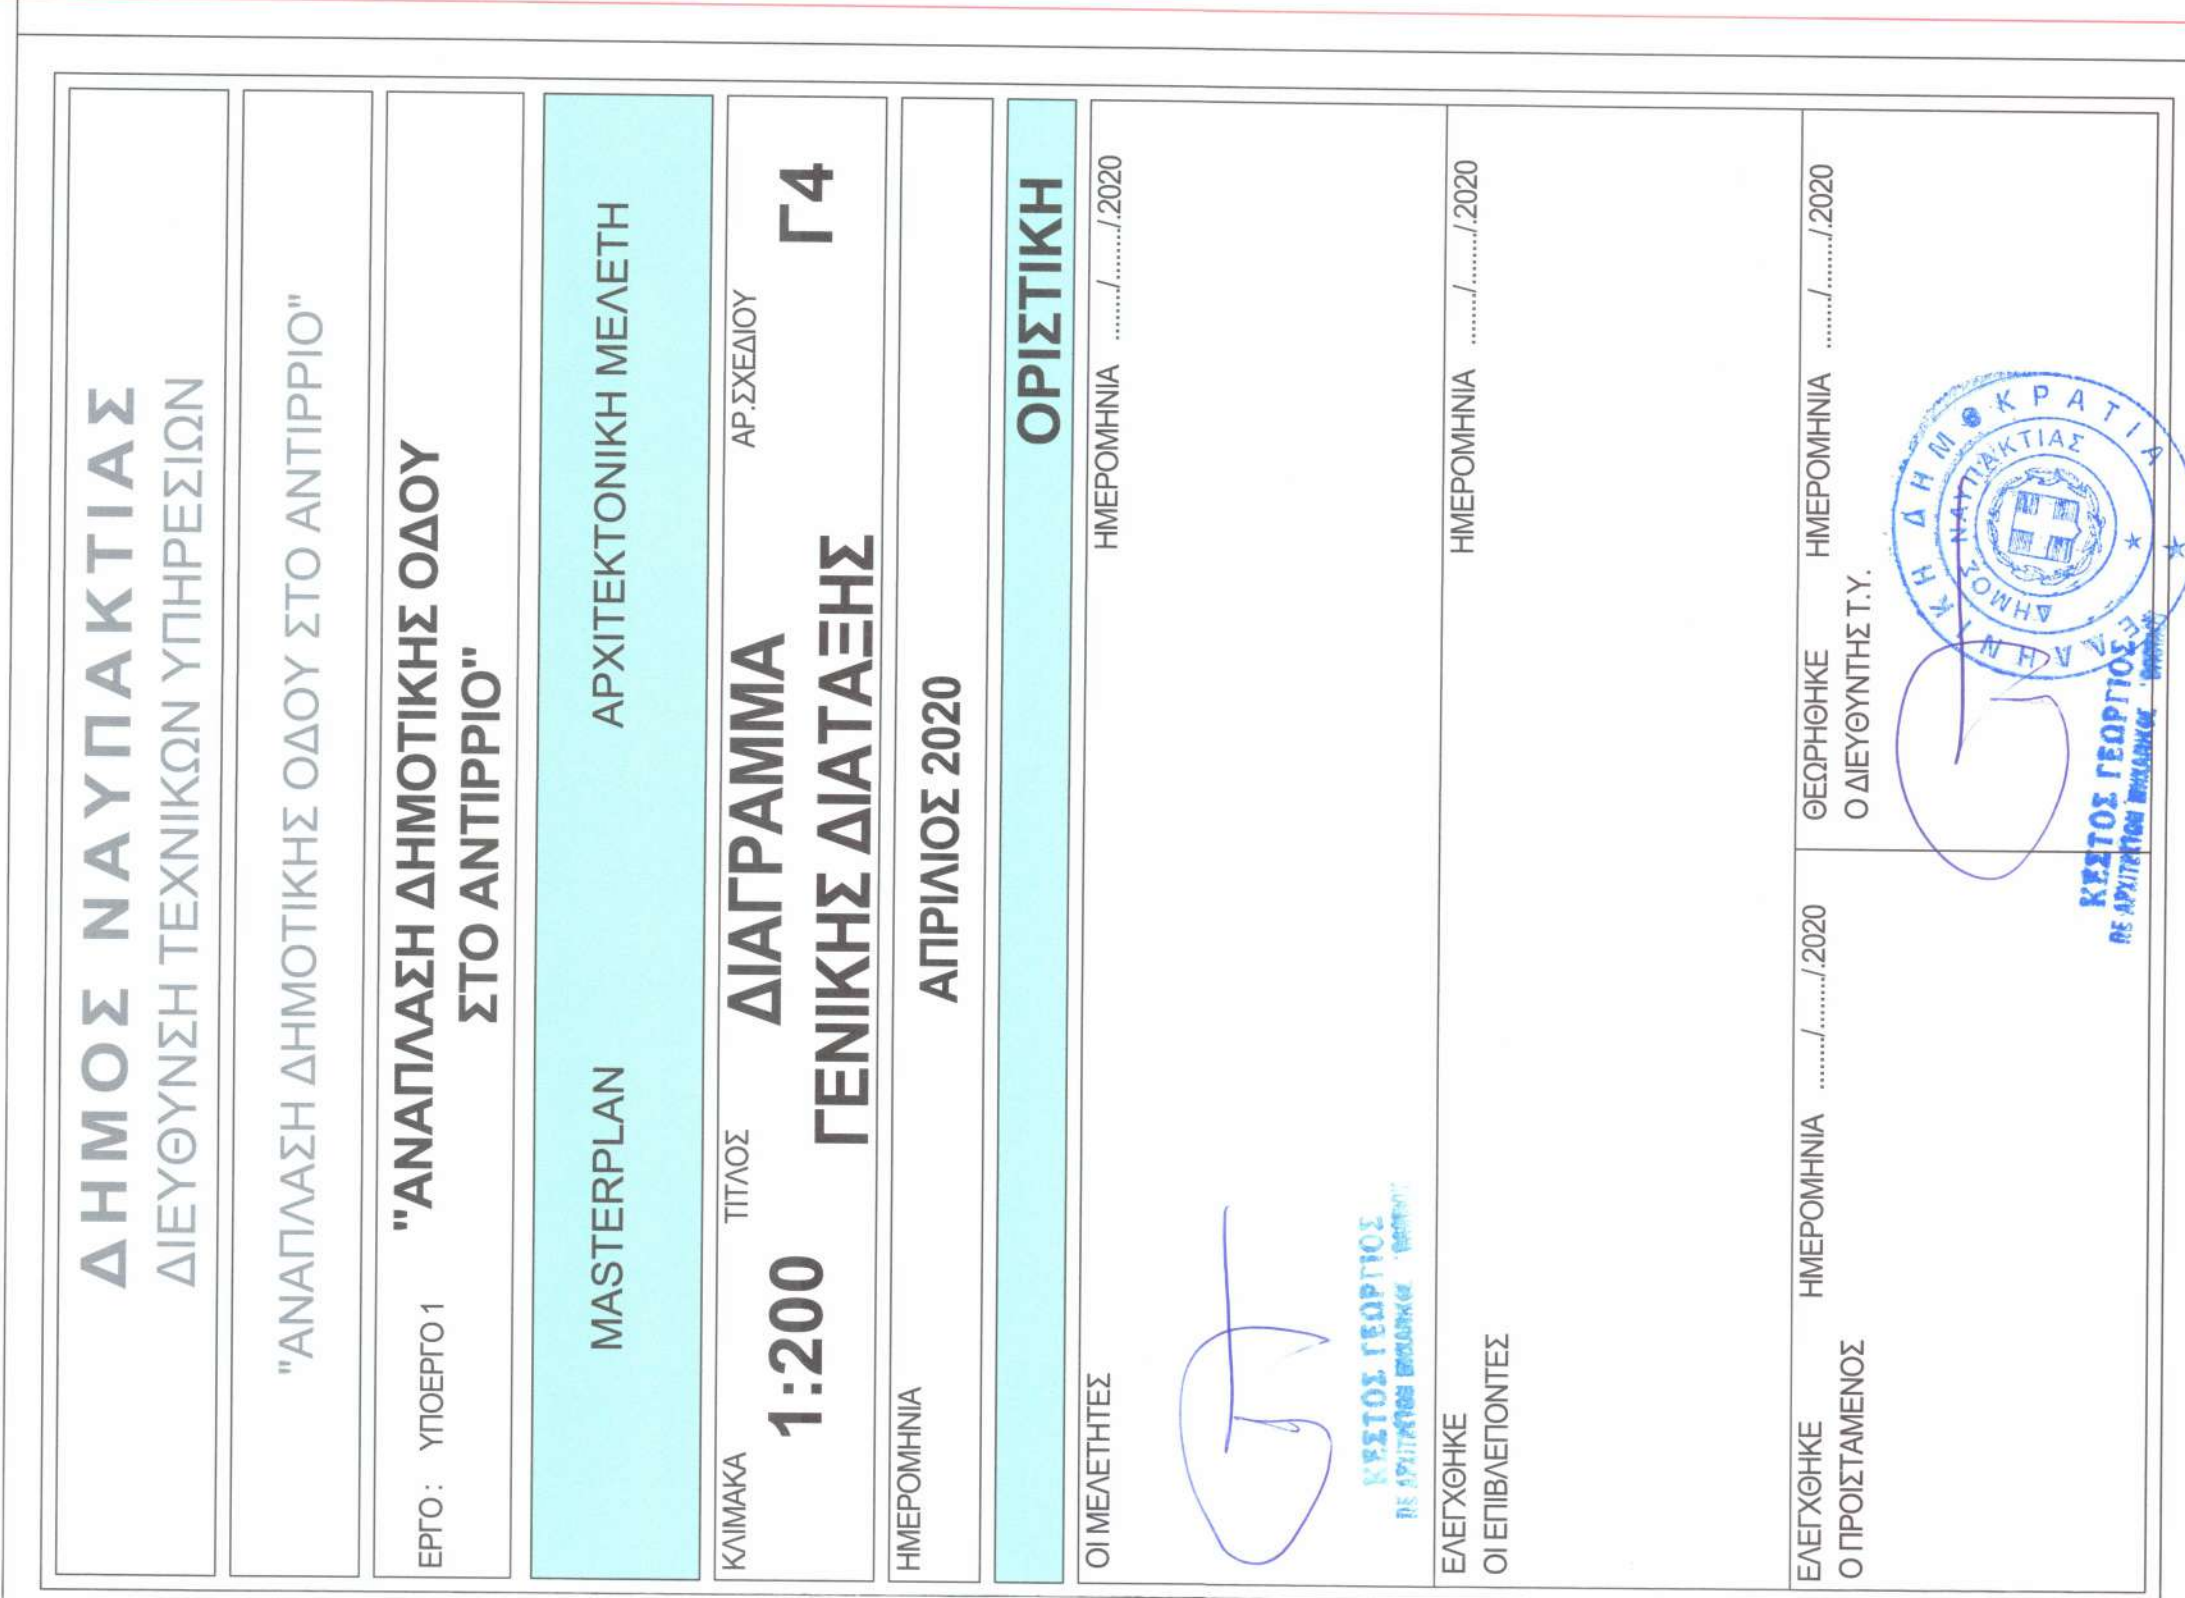 ΔΗΜΟΣ ΝΑΥΠΑΚΤΙΑΣ
ΔΙΕΥΘΥΝΣΗ ΤΕΧΝΙΚΩΝ ΥΠΗΡΕΣΙΩΝ
"ΑΝΑΠΛΑΣΗ ΔΗΜΟΤΙΚΗΣ ΟΔΟΥ ΣΤΟ ΑΝΤΙΡΡΙΟ"
ΕΡΓΟ : ΥΠΟΕΡΓΟ 1 "ΑΝΑΠΛΑΣΗ ΔΗΜΟΤΙΚΗΣ ΟΔΟΥ
ΣΤΟ ΑΝΤΙΡΡΙΟ"
MASTERPLAN ΑΡΧΙΤΕΚΤΟΝΙΚΗ ΜΕΛΕΤΗ
ΚΛΙΜΑΚΑ ΤΙΤΛΟΣ ΑΡ.ΣΧΕΔΙΟΥ
1:200 ΔΙΑΓΡΑΜΜΑ Γ4
ΓΕΝΙΚΗΣ ΔΙΑΤΑΞΗΣ
ΗΜΕΡΟΜΗΝΙΑ ΑΠΡΙΛΙΟΣ 2020
ΟΡΙΣΤΙΚΗ
ΟΙ ΜΕΛΕΤΗΤΕΣ ΗΜΕΡΟΜΗΝΙΑ ......../......../.2020
ΚΕΣΤΟΣ ΓΕΩΡΓΙΟΣ
ΕΛΕΓΧΘΗΚΕ ΗΜΕΡΟΜΗΝΙΑ ......../......../.2020
ΟΙ ΕΠΙΒΛΕΠΟΝΤΕΣ
ΕΛΕΓΧΘΗΚΕ ΗΜΕΡΟΜΗΝΙΑ ......../......../.2020
Ο ΠΡΟΙΣΤΑΜΕΝΟΣ
ΘΕΩΡΗΘΗΚΕ ΗΜΕΡΟΜΗΝΙΑ ......../......../.2020
Ο ΔΙΕΥΘΥΝΤΗΣ Τ.Υ.
ΕΛΛΗΝΙΚΗ ΔΗΜΟΚΡΑΤΙΑ
ΔΗΜΟΣ ΝΑΥΠΑΚΤΙΑΣ
ΚΕΣΤΟΣ ΓΕΩΡΓΙΟΣ